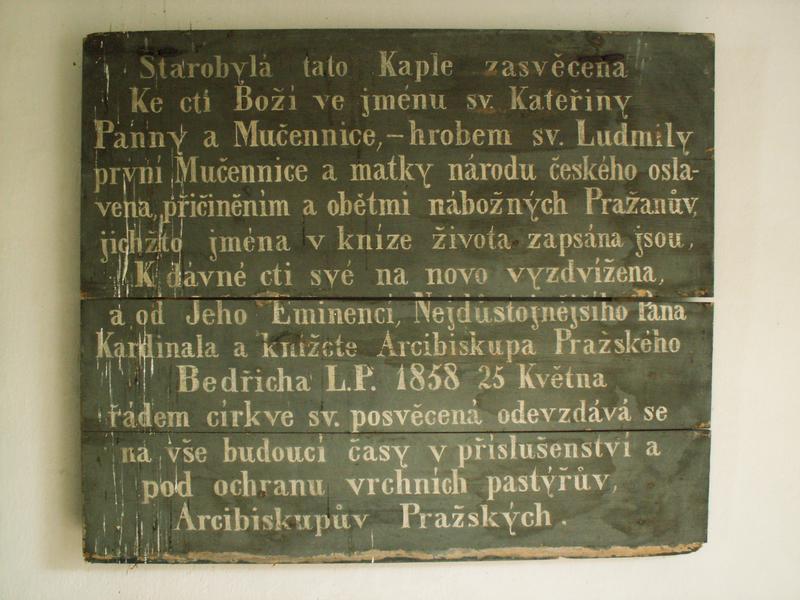 Starobylá tato Kaple zasvěcena
Ke cti Boží ve jménu sv. Kateřiny
Panny a Mučennice, – hrobem sv. Ludmily
první Mučennice a matky národu českého osla-
vena, přičiněním a obětmi nábožných Pražanův,
jichžto jména v knize života zapsána jsou,
K dávné cti své na novo vyzdvížena,
a od Jeho Eminencí, Nejdůstojnějšího Pana
Kardinala a knížete Arcibiskupa Pražského
Bedřicha L.P. 1858 25 Května
řádem církve sv. posvěcená odevzdává se
na vše budoucí časy v příslušenství a
pod ochranu vrchních pastýřův,
Arcibiskupův Pražských.